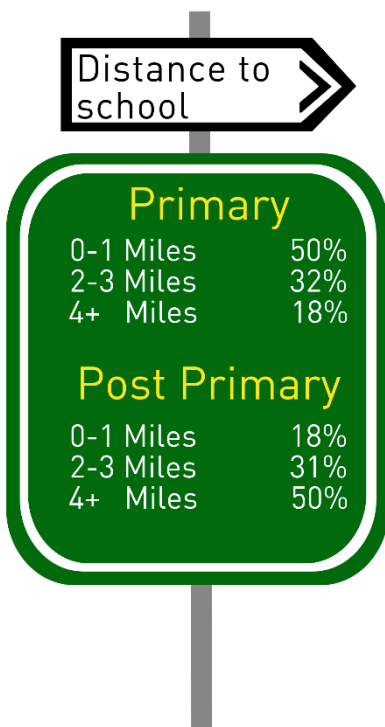 Distance to
school
Primary
0-1 Miles 50%
2-3 Miles 32%
4+ Miles 18%
Post Primary
0-1 Miles 18%
2-3 Miles 31%
4+ Miles 50%